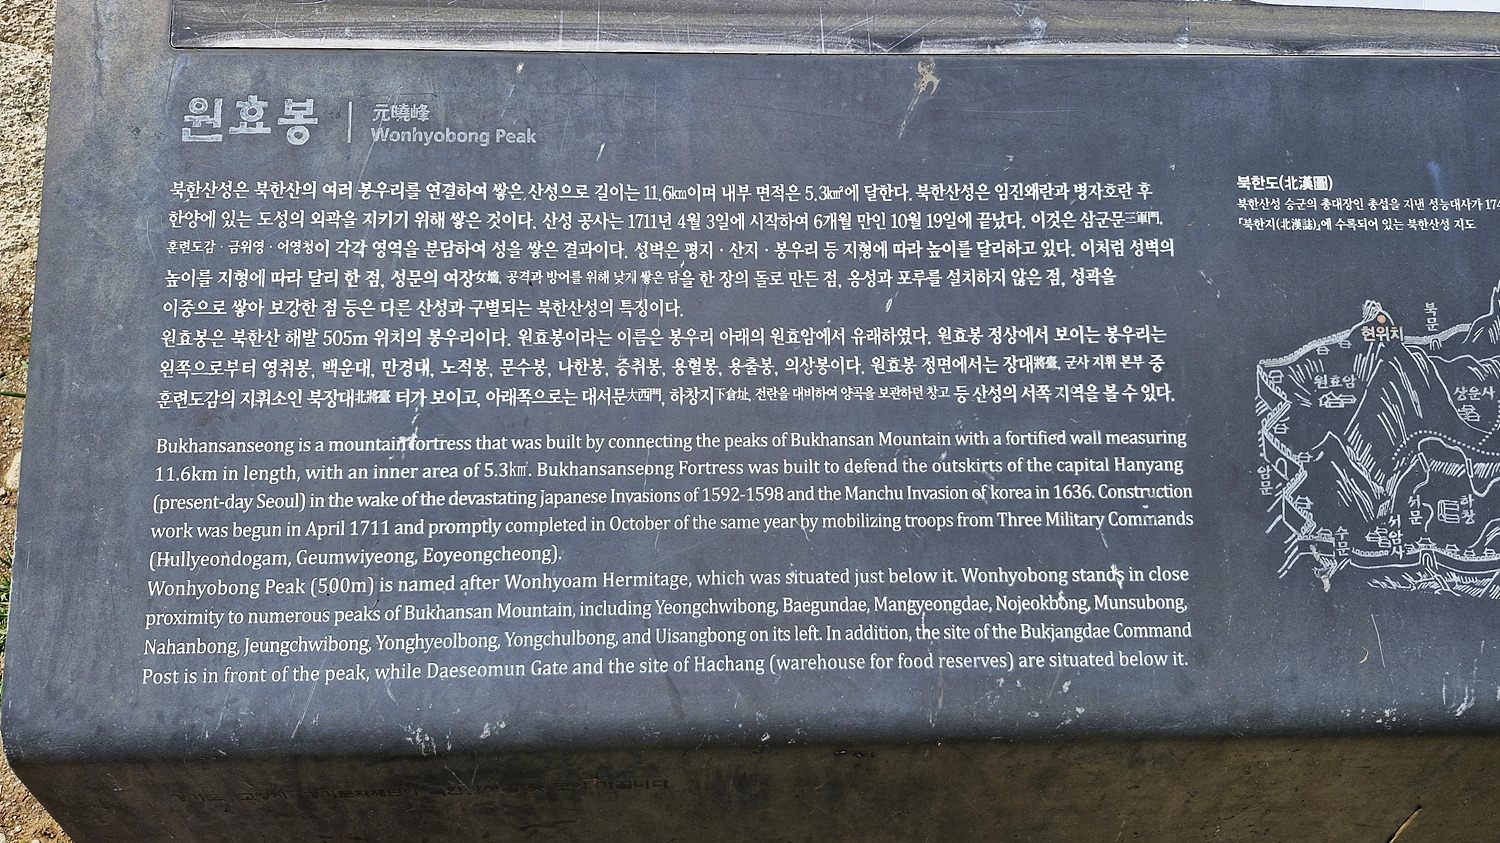 원효봉
元曉峰
Wonhyobong Peak
북한산성은 북한산의 여러 봉우리를 연결하여 쌓은 산성으로 길이는 11.6㎞이며 내부 면적은 5.3㎢에 달한다. 북한산성은 임진왜란과 병자호란 후
한양에 있는 도성의 외곽을 지키기 위해 쌓은 것이다. 산성 공사는 1711년 4월 3일에 시작하여 6개월 만인 10월 19일에 끝났다. 이것은 삼군문三軍門,
훈련도감 · 금위영 · 어영청이 각각 영역을 분담하여 성을 쌓은 결과이다. 성벽은 평지 · 산지 · 봉우리 등 지형에 따라 높이를 달리하고 있다. 이처럼 성벽의
높이를 지형에 따라 달리 한 점, 성문의 여장女墻, 공격과 방어를 위해 낮게 쌓은 담을 한 장의 돌로 만든 점, 옹성과 포루를 설치하지 않은 점, 성곽을
이중으로 쌓아 보강한 점 등은 다른 산성과 구별되는 북한산성의 특징이다.
원효봉은 북한산 해발 505m 위치의 봉우리이다. 원효봉이라는 이름은 봉우리 아래의 원효암에서 유래하였다. 원효봉 정상에서 보이는 봉우리는
왼쪽으로부터 영취봉, 백운대, 만경대, 노적봉, 문수봉, 나한봉, 증취봉, 용혈봉, 용출봉, 의상봉이다. 원효봉 정면에서는 장대將臺, 군사 지휘 본부 중
훈련도감의 지휘소인 북장대北將臺 터가 보이고, 아래쪽으로는 대서문大西門, 하창지下倉址, 전란을 대비하여 양곡을 보관하던 창고 등 산성의 서쪽 지역을 볼 수 있다.
Bukhansanseong is a mountain fortress that was built by connecting the peaks of Bukhansan Mountain with a fortified wall measuring
11.6km in length, with an inner area of 5.3㎢. Bukhansanseong Fortress was built to defend the outskirts of the capital Hanyang
(present-day Seoul) in the wake of the devastating Japanese Invasions of 1592-1598 and the Manchu Invasion of korea in 1636. Construction
work was begun in April 1711 and promptly completed in October of the same year by mobilizing troops from Three Military Commands
(Hullyeondogam, Geumwiyeong, Eoyeongcheong).
Wonhyobong Peak (500m) is named after Wonhyoam Hermitage, which was situated just below it. Wonhyobong stands in close
proximity to numerous peaks of Bukhansan Mountain, including Yeongchwibong, Baegundae, Mangyeongdae, Nojeokbong, Munsubong,
Nahanbong, Jeungchwibong, Yonghyeolbong, Yongchulbong, and Uisangbong on its left. In addition, the site of the Bukjangdae Command
Post is in front of the peak, while Daeseomun Gate and the site of Hachang (warehouse for food reserves) are situated below it.
북한도(北漢圖)
북한산성 승군의 총대장인 총섭을 지낸 성능대사가 174
『북한지(北漢誌)』에 수록되어 있는 북한산성 지도
북문
현위치
원효암
상운사
암문
서문
하창
서암사
수문